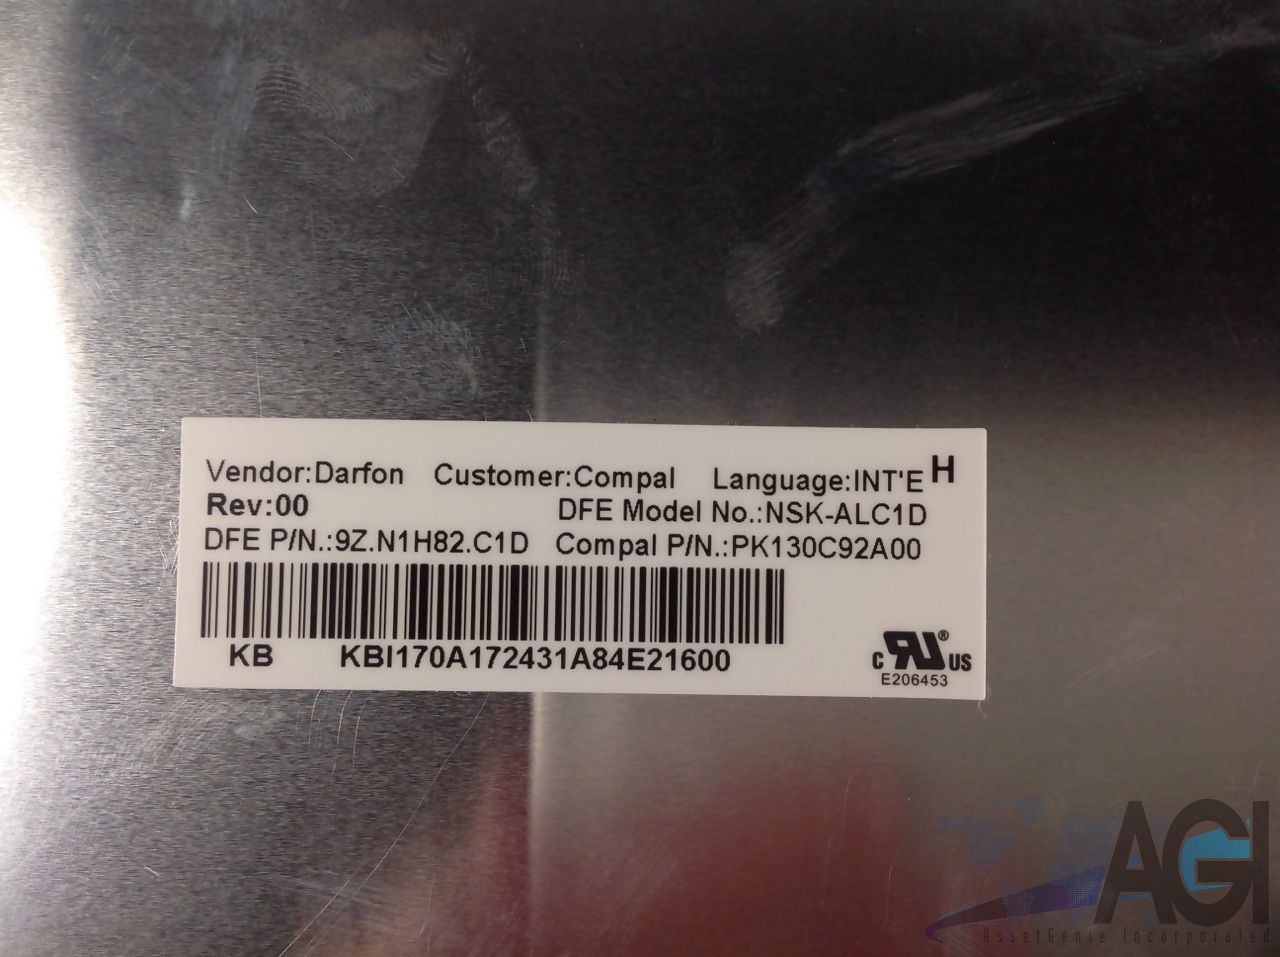 Vendor:Darfon Customer:Compal Language:INT'E H
Rev:00 DFE Model No.:NSK-ALC1D
DFE P/N.:9Z.N1H82.C1D Compal P/N.:PK130C92A00
KB KBI170A172431A84E21600
c RU ® US
E206453
AGI
AssetGenie Incorporated